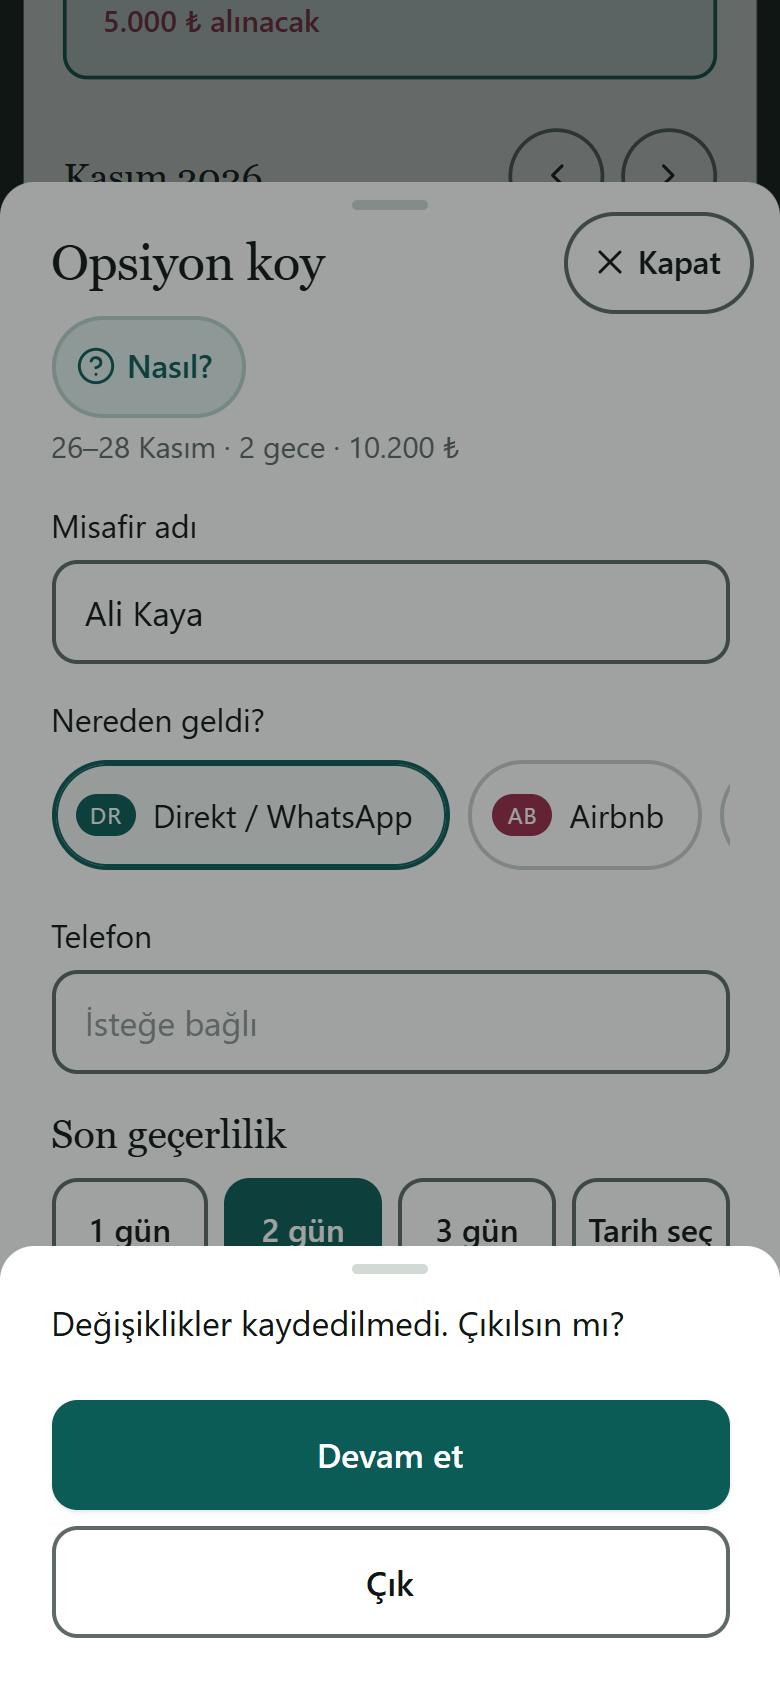 5.000 ₺ alınacak
Kasım 2026
Opsiyon koy
Kapat
Nasıl?
26–28 Kasım · 2 gece · 10.200 ₺
Misafir adı
Ali Kaya
Nereden geldi?
DR Direkt / WhatsApp AB Airbnb
Telefon
İsteğe bağlı
Son geçerlilik
1 gün 2 gün 3 gün Tarih seç
Değişiklikler kaydedilmedi. Çıkılsın mı?
Devam et
Çık